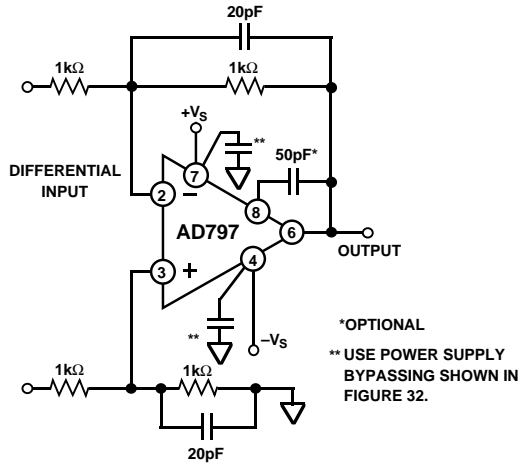 20pF
1kΩ
1kΩ
+VS
**
50pF*
DIFFERENTIAL
INPUT
7
2
–
8
AD797
6
OUTPUT
3
+
4
**
–VS
*OPTIONAL
** USE POWER SUPPLY
BYPASSING SHOWN IN
FIGURE 32.
1kΩ
1kΩ
20pF